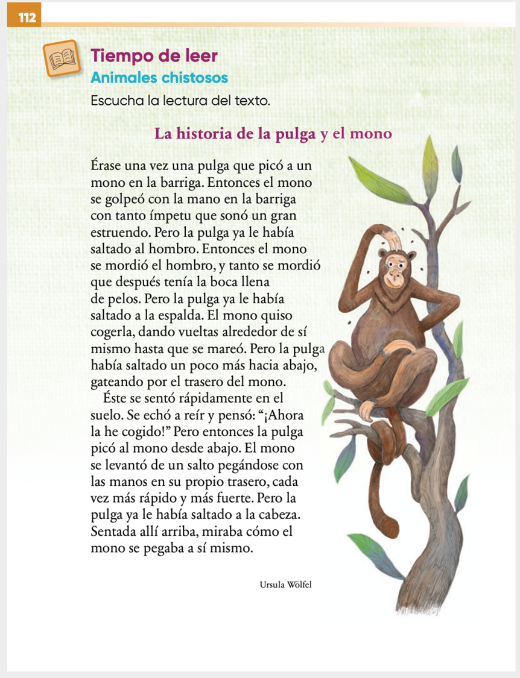 112
Tiempo de leer
Animales chistosos
Escucha la lectura del texto.
La historia de la pulga y el mono
Érase una vez una pulga que picó a un
mono en la barriga. Entonces el mono
se golpeó con la mano en la barriga
con tanto ímpetu que sonó un gran
estruendo. Pero la pulga ya le había
saltado al hombro. Entonces el mono
se mordió el hombro, y tanto se mordió
que después tenía la boca llena
de pelos. Pero la pulga ya le había
saltado a la espalda. El mono quiso
cogerla, dando vueltas alrededor de sí
mismo hasta que se mareó. Pero la pulga
había saltado un poco más hacia abajo,
gateando por el trasero del mono.
Éste se sentó rápidamente en el
suelo. Se echó a reír y pensó: “¡Ahora
la he cogido!” Pero entonces la pulga
picó al mono desde abajo. El mono
se levantó de un salto pegándose con
las manos en su propio trasero, cada
vez más rápido y más fuerte. Pero la
pulga ya le había saltado a la cabeza.
Sentada allí arriba, miraba cómo el
mono se pegaba a sí mismo.
Ursula Wölfel